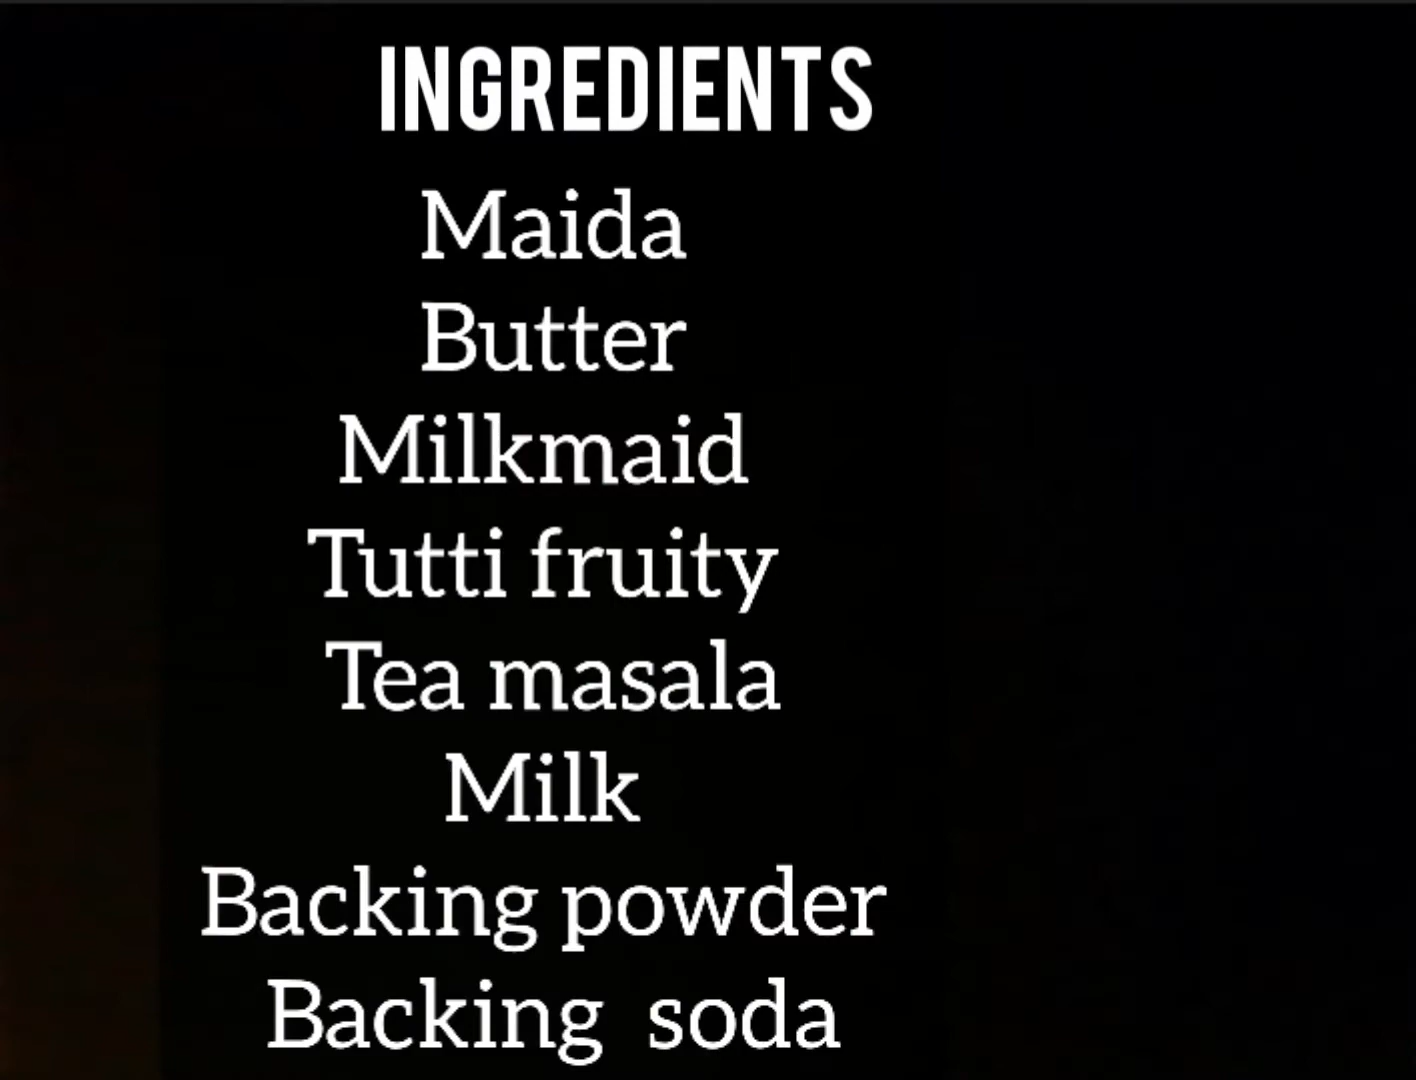 INGREDIENTS
Maida
Butter
Milkmaid
Tutti fruity
Tea masala
Milk
Backing powder
Backing soda